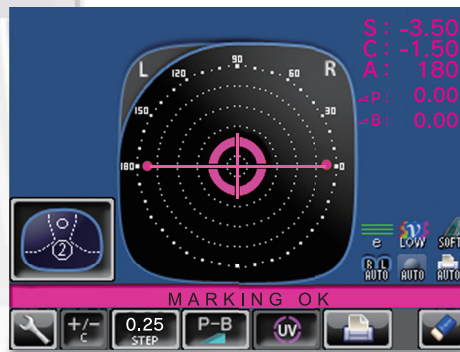 S: -3.50
C: -1.50
A: 180
⊿P: 0.00
⊿B: 0.00
L
R
90
120
60
150
30
180
0
2
e
LOW
SOFT
R L AUTO
AUTO
AUTO
MARKING OK
+/-
C
0.25
STEP
P-B
UV